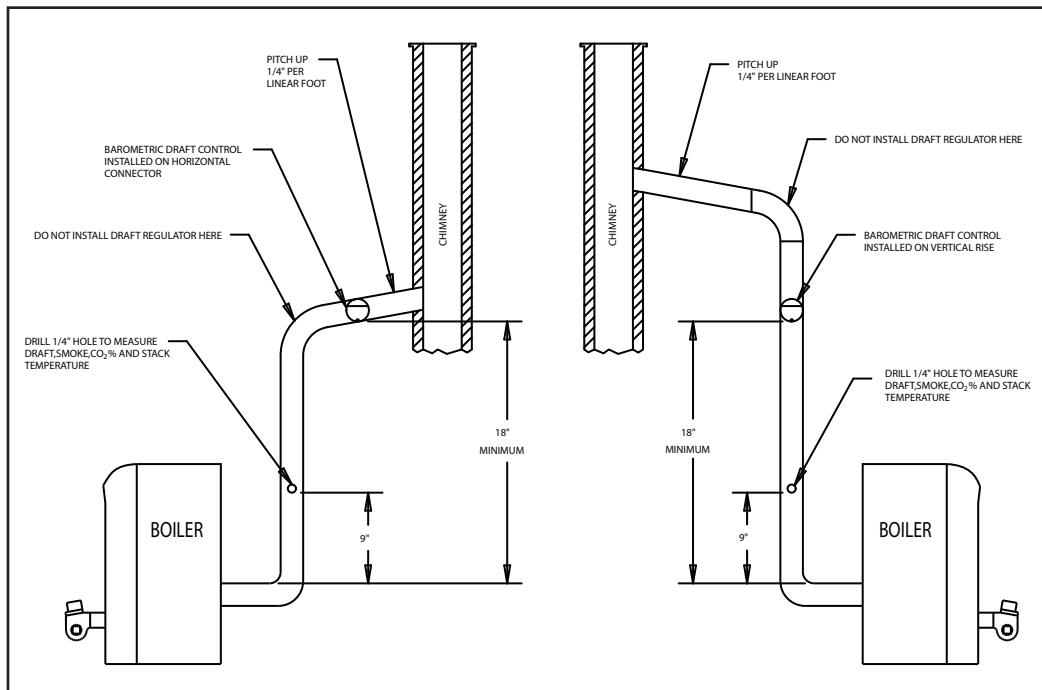 PITCH UP
1/4" PER
LINEAR FOOT
BAROMETRIC DRAFT CONTROL
INSTALLED ON HORIZONTAL
CONNECTOR
DO NOT INSTALL DRAFT REGULATOR HERE
DRILL 1/4" HOLE TO MEASURE
DRAFT,SMOKE,CO₂% AND STACK
TEMPERATURE
CHIMNEY
18"
MINIMUM
9"
BOILER
PITCH UP
1/4" PER LINEAR FOOT
DO NOT INSTALL DRAFT REGULATOR HERE
CHIMNEY
BAROMETRIC DRAFT CONTROL
INSTALLED ON VERTICAL RISE
DRILL 1/4" HOLE TO MEASURE
DRAFT,SMOKE,CO₂% AND STACK
TEMPERATURE
18"
MINIMUM
9"
BOILER